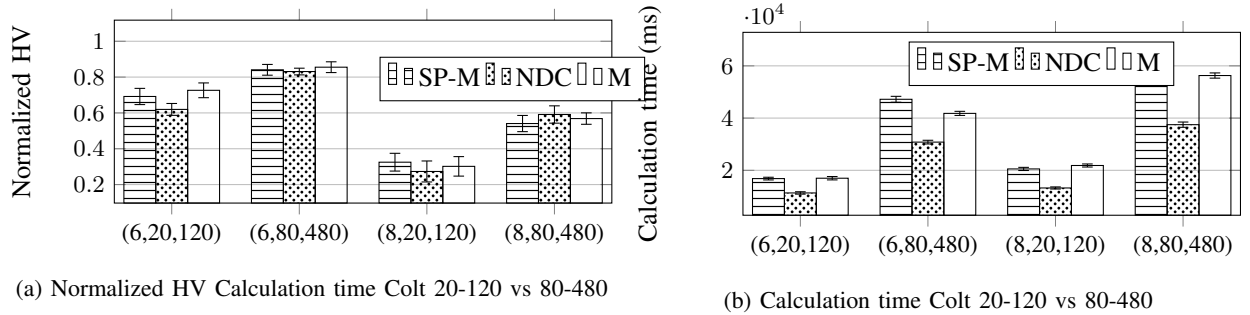 Normalized HV
1
0.8
0.6
0.4
0.2
SP-M NDC M
(6,20,120) (6,80,480) (8,20,120) (8,80,480)
(a) Normalized HV Calculation time Colt 20-120 vs 80-480
Calculation time (ms)
·10⁴
6
4
2
SP-M NDC M
(6,20,120) (6,80,480) (8,20,120) (8,80,480)
(b) Calculation time Colt 20-120 vs 80-480